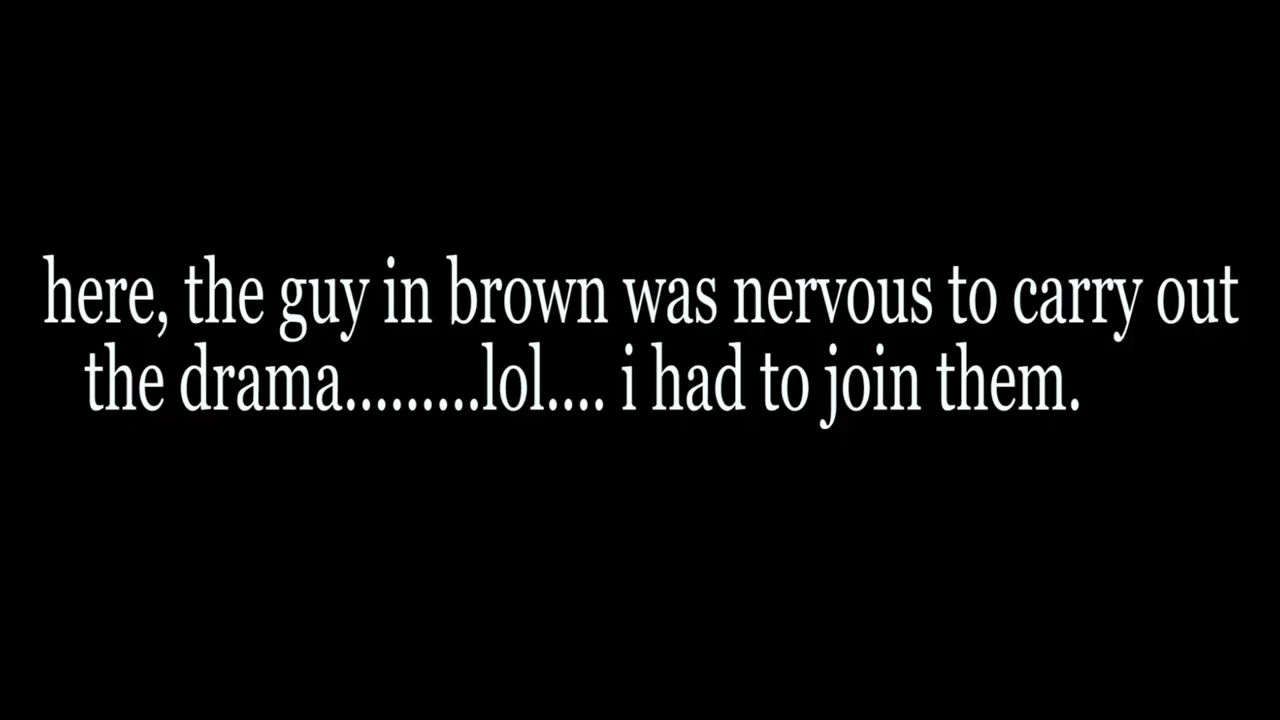 here, the guy in brown was nervous to carry out
the drama.........lol.... i had to join them.